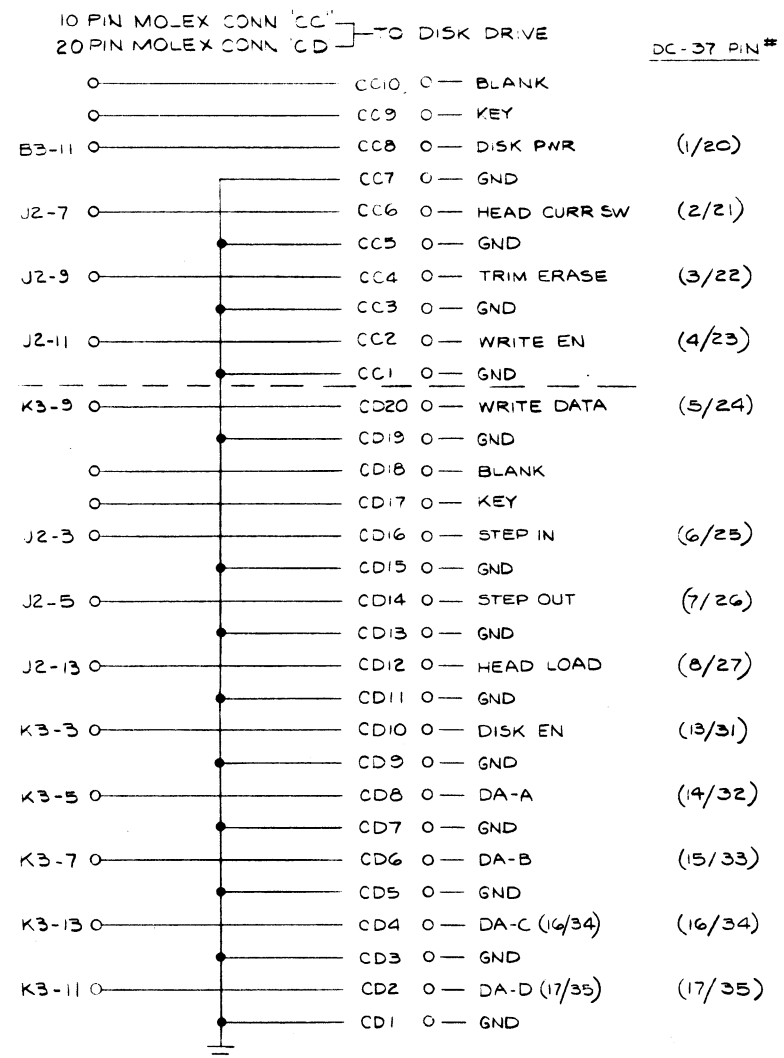 10 PIN MOLEX CONN 'CC'
20 PIN MOLEX CONN 'CD
TO DISK DRIVE
DC-37 PIN #
CC10 BLANK
CC9 KEY
B3-11 CC8 DISK PWR (1/20)
CC7 GND
J2-7 CC6 HEAD CURR SW (2/21)
CC5 GND
J2-9 CC4 TRIM ERASE (3/22)
CC3 GND
J2-11 CC2 WRITE EN (4/23)
CC1 GND
K3-9 CD20 WRITE DATA (5/24)
CD19 GND
CD18 BLANK
CD17 KEY
J2-3 CD16 STEP IN (6/25)
CD15 GND
J2-5 CD14 STEP OUT (7/26)
CD13 GND
J2-13 CD12 HEAD LOAD (8/27)
CD11 GND
K3-3 CD10 DISK EN (13/31)
CD9 GND
K3-5 CD8 DA-A (14/32)
CD7 GND
K3-7 CD6 DA-B (15/33)
CD5 GND
K3-13 CD4 DA-C (16/34) (16/34)
CD3 GND
K3-11 CD2 DA-D (17/35) (17/35)
CD1 GND